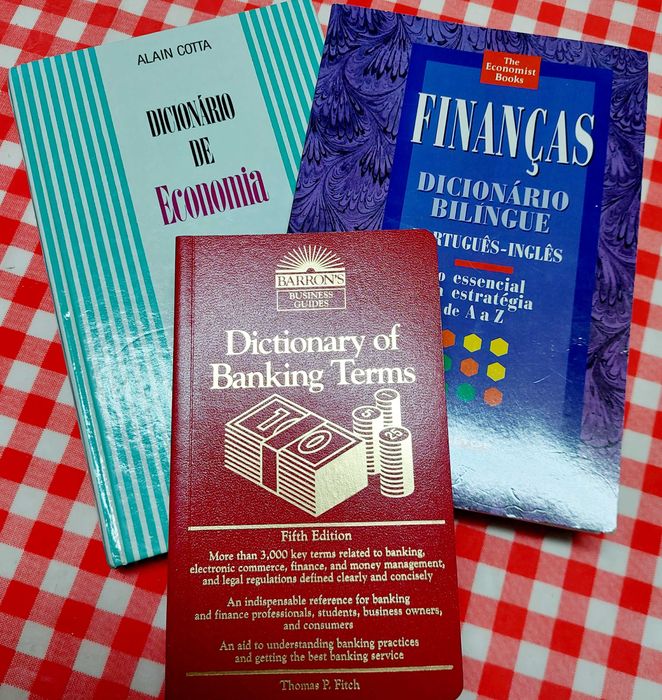 ALAIN COTTA
DICIONÁRIO
DE
Economia
The
Economist
Books
FINANÇAS
DICIONÁRIO
BILÍNGUE
RTUGUÊS-INGLÊS
o essencial
estratégia
de A a Z
BARRON'S
BUSINESS
GUIDES
Dictionary of
Banking Terms
10
Fifth Edition
More than 3,000 key terms related to banking,
electronic commerce, finance, and money management,
and legal regulations defined clearly and concisely
An indispensable reference for banking
and finance professionals, students, business owners,
and consumers
An aid to understanding banking practices
and getting the best banking service
Thomas P. Fitch